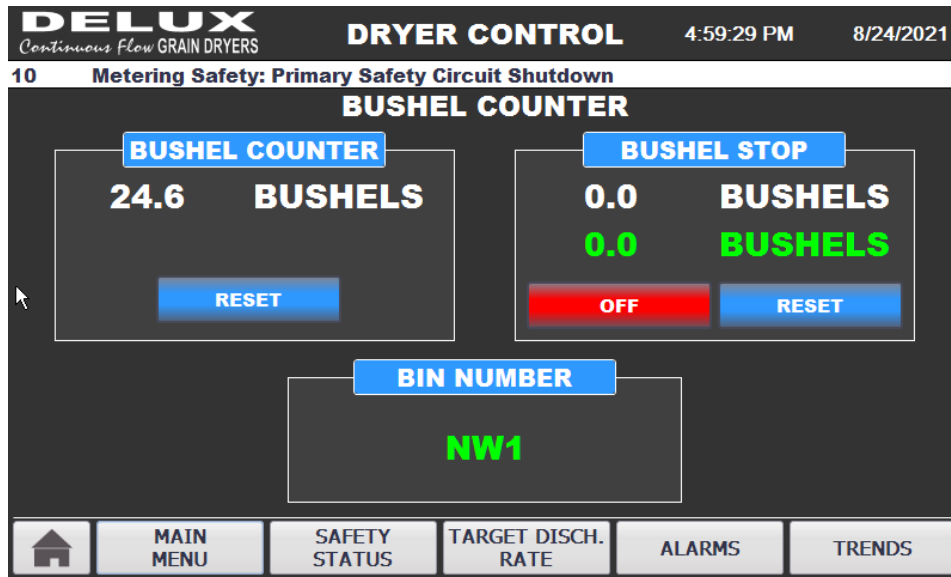 DELUX
Continuous Flow GRAIN DRYERS
DRYER CONTROL
4:59:29 PM
8/24/2021
10 Metering Safety: Primary Safety Circuit Shutdown
BUSHEL COUNTER
BUSHEL COUNTER
24.6 BUSHELS
RESET
BUSHEL STOP
0.0 BUSHELS
0.0 BUSHELS
OFF
RESET
BIN NUMBER
NW1
MAIN
MENU
SAFETY
STATUS
TARGET DISCH.
RATE
ALARMS
TRENDS